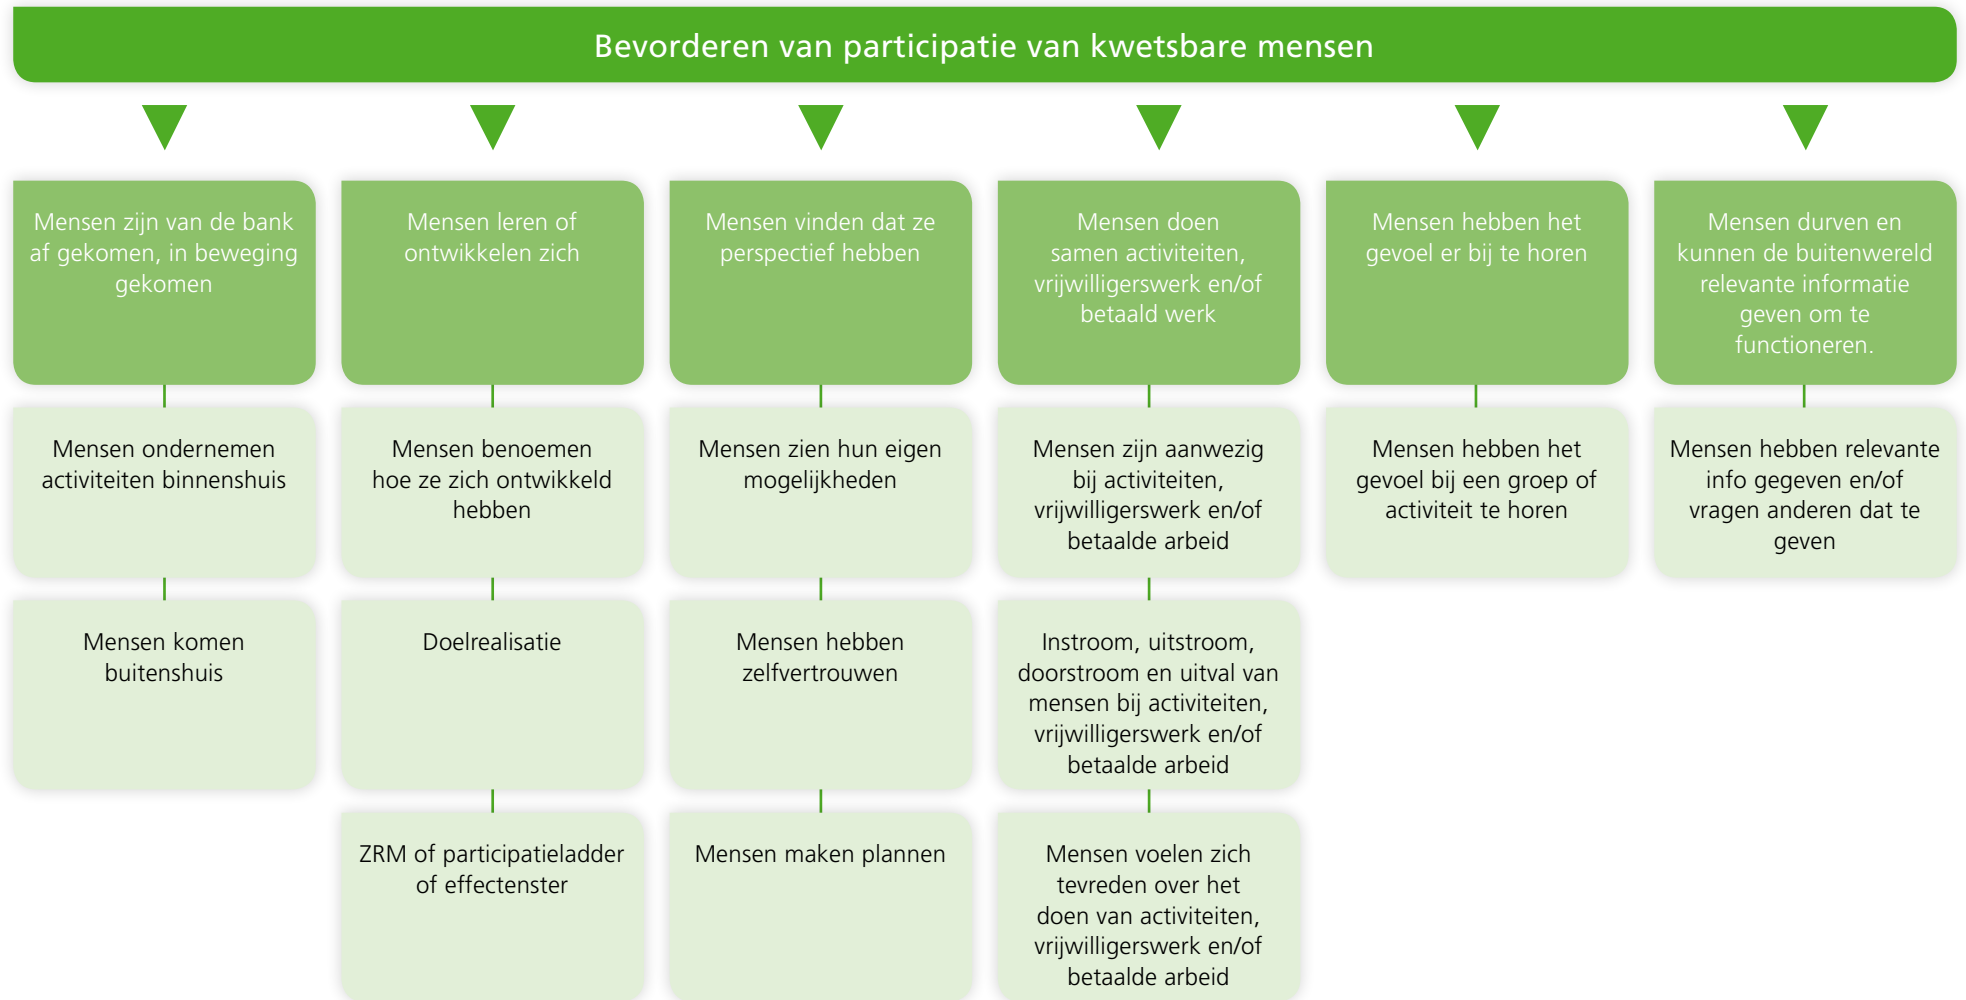 Bevorderen van participatie van kwetsbare mensen
Mensen zijn van de bank
af gekomen, in beweging
gekomen
Mensen leren of
ontwikkelen zich
Mensen vinden dat ze
perspectief hebben
Mensen doen
samen activiteiten,
vrijwilligerswerk en/of
betaald werk
Mensen hebben het
gevoel er bij te horen
Mensen durven en
kunnen de buitenwereld
relevante informatie
geven om te
functioneren.
Mensen ondernemen
activiteiten binnenshuis
Mensen benoemen
hoe ze zich ontwikkeld
hebben
Mensen zien hun eigen
mogelijkheden
Mensen zijn aanwezig
bij activiteiten,
vrijwilligerswerk en/of
betaalde arbeid
Mensen hebben het
gevoel bij een groep of
activiteit te horen
Mensen hebben relevante
info gegeven en/of
vragen anderen dat te
geven
Mensen komen
buitenshuis
Doelrealisatie
Mensen hebben
zelfvertrouwen
Instroom, uitstroom,
doorstroom en uitval van
mensen bij activiteiten,
vrijwilligerswerk en/of
betaalde arbeid
ZRM of participatieladder
of effectenster
Mensen maken plannen
Mensen voelen zich
tevreden over het
doen van activiteiten,
vrijwilligerswerk en/of
betaalde arbeid